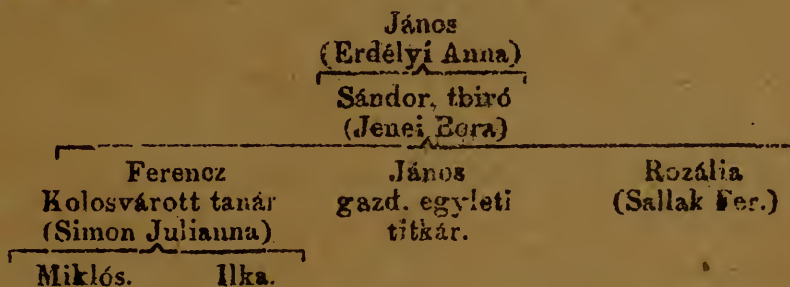 János
(Erdélyi Anna)
Sándor, tbiró
(Jenei Bora)
Ferencz János Rozália
Kolosvárott tanár gazd. egyleti (Sallak Fer.)
(Simon Julianna) titkár.
Miklós. Ilka.